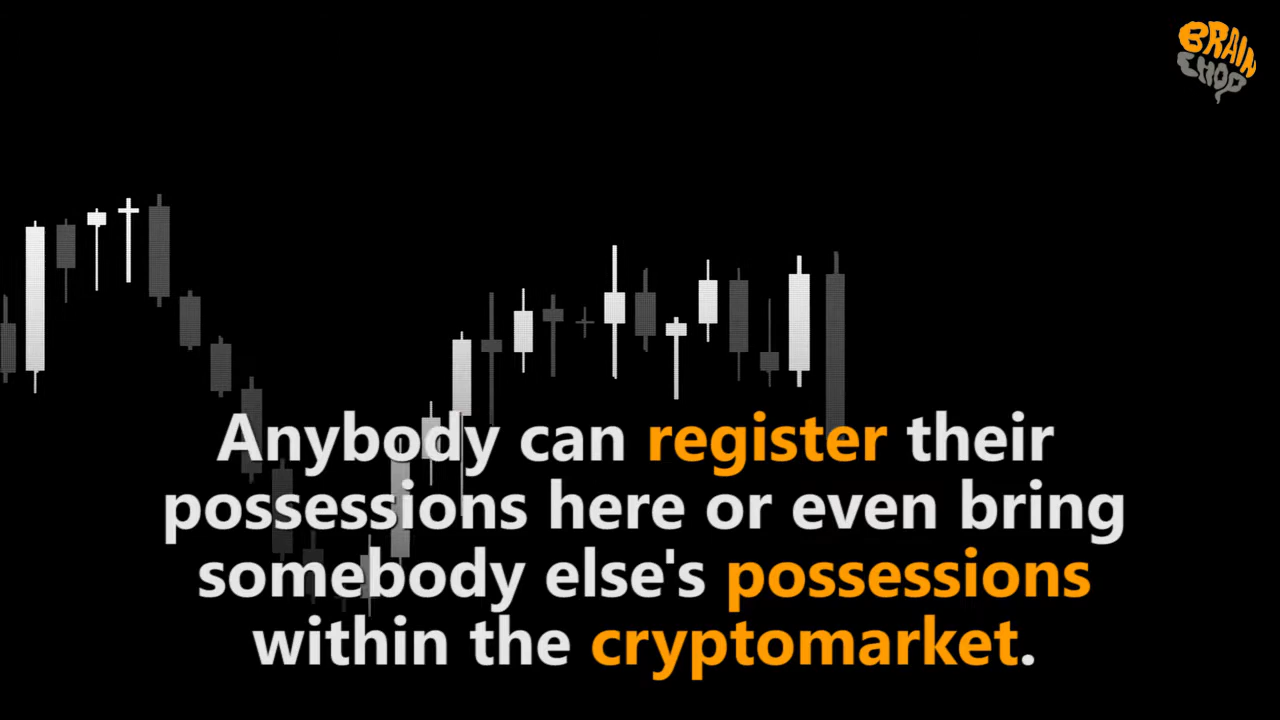 BRAIN
CHOP
Anybody can register their
possessions here or even bring
somebody else's possessions
within the cryptomarket.